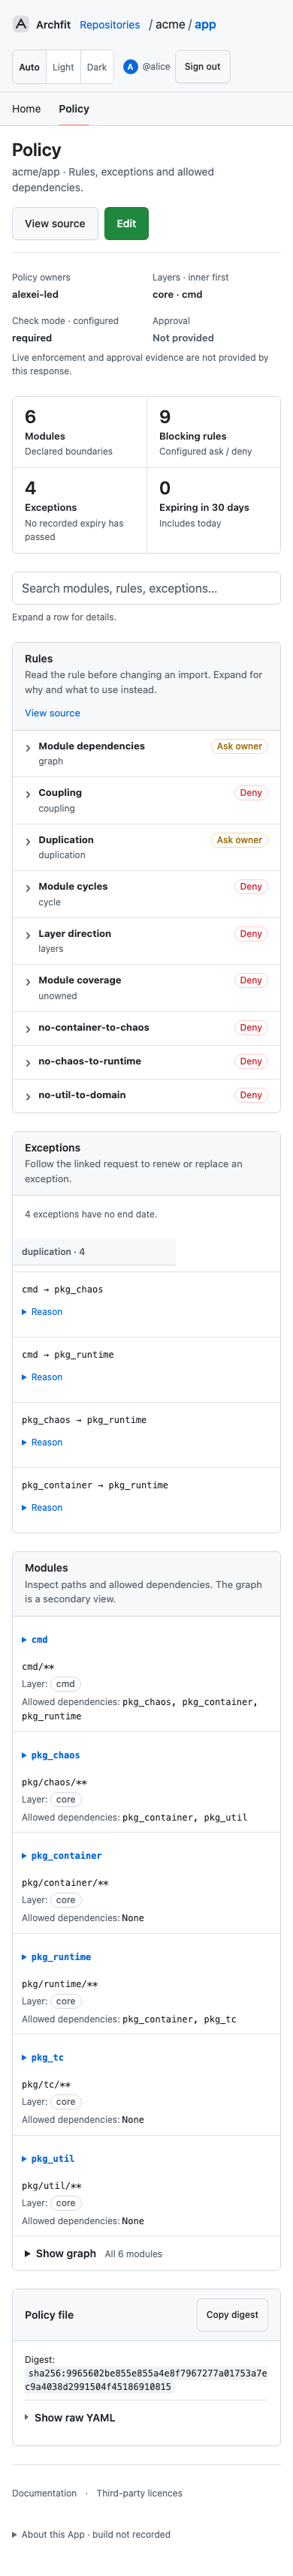 Archfit Repositories / acme / app
Auto Light Dark A @alice Sign out
Home Policy
Policy
acme/app · Rules, exceptions and allowed
dependencies.
View source Edit
Policy owners
alexei-led
Layers · inner first
core · cmd
Check mode · configured
required
Approval
Not provided
Live enforcement and approval evidence are not provided by
this response.
6
Modules
Declared boundaries
9
Blocking rules
Configured ask / deny
4
Exceptions
No recorded expiry has
passed
0
Expiring in 30 days
Includes today
Search modules, rules, exceptions...
Expand a row for details.
Rules
Read the rule before changing an import. Expand for
why and what to use instead.
View source
Module dependencies Ask owner
graph
Coupling Deny
coupling
Duplication Ask owner
duplication
Module cycles Deny
cycle
Layer direction Deny
layers
Module coverage Deny
unowned
no-container-to-chaos Deny
no-chaos-to-runtime Deny
no-util-to-domain Deny
Exceptions
Follow the linked request to renew or replace an
exception.
4 exceptions have no end date.
duplication · 4
cmd → pkg_chaos
Reason
cmd → pkg_runtime
Reason
pkg_chaos → pkg_runtime
Reason
pkg_container → pkg_runtime
Reason
Modules
Inspect paths and allowed dependencies. The graph
is a secondary view.
cmd
cmd/**
Layer: cmd
Allowed dependencies: pkg_chaos, pkg_container,
pkg_runtime
pkg_chaos
pkg/chaos/**
Layer: core
Allowed dependencies: pkg_container, pkg_util
pkg_container
pkg/container/**
Layer: core
Allowed dependencies: None
pkg_runtime
pkg/runtime/**
Layer: core
Allowed dependencies: pkg_container, pkg_tc
pkg_tc
pkg/tc/**
Layer: core
Allowed dependencies: None
pkg_util
pkg/util/**
Layer: core
Allowed dependencies: None
Show graph All 6 modules
Policy file Copy digest
Digest:
sha256:9965602be855e855a4e8f7967277a01753a7e
c9a4038d2991504f45186910815
Show raw YAML
Documentation · Third-party licences
About this App · build not recorded